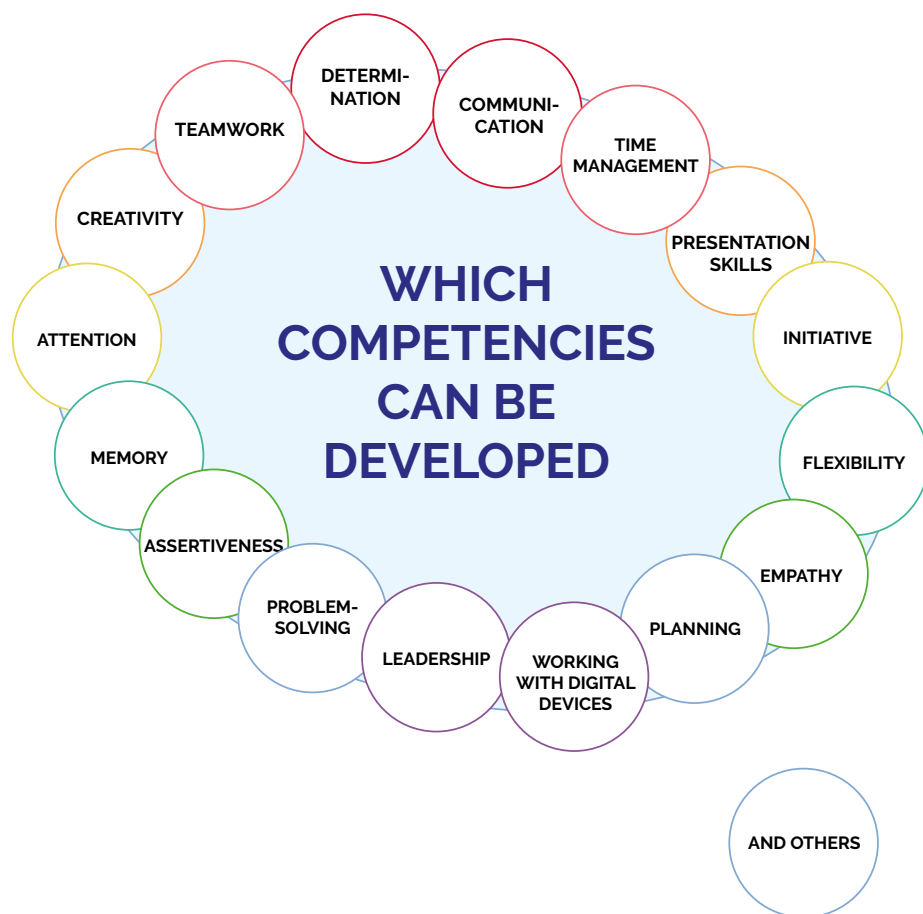 WHICH
COMPETENCIES
CAN BE
DEVELOPED
DETERMI-
NATION
COMMUNI-
CATION
TIME
MANAGEMENT
PRESENTATION
SKILLS
INITIATIVE
FLEXIBILITY
EMPATHY
PLANNING
WORKING
WITH DIGITAL
DEVICES
LEADERSHIP
PROBLEM-
SOLVING
ASSERTIVENESS
MEMORY
ATTENTION
CREATIVITY
TEAMWORK
AND OTHERS